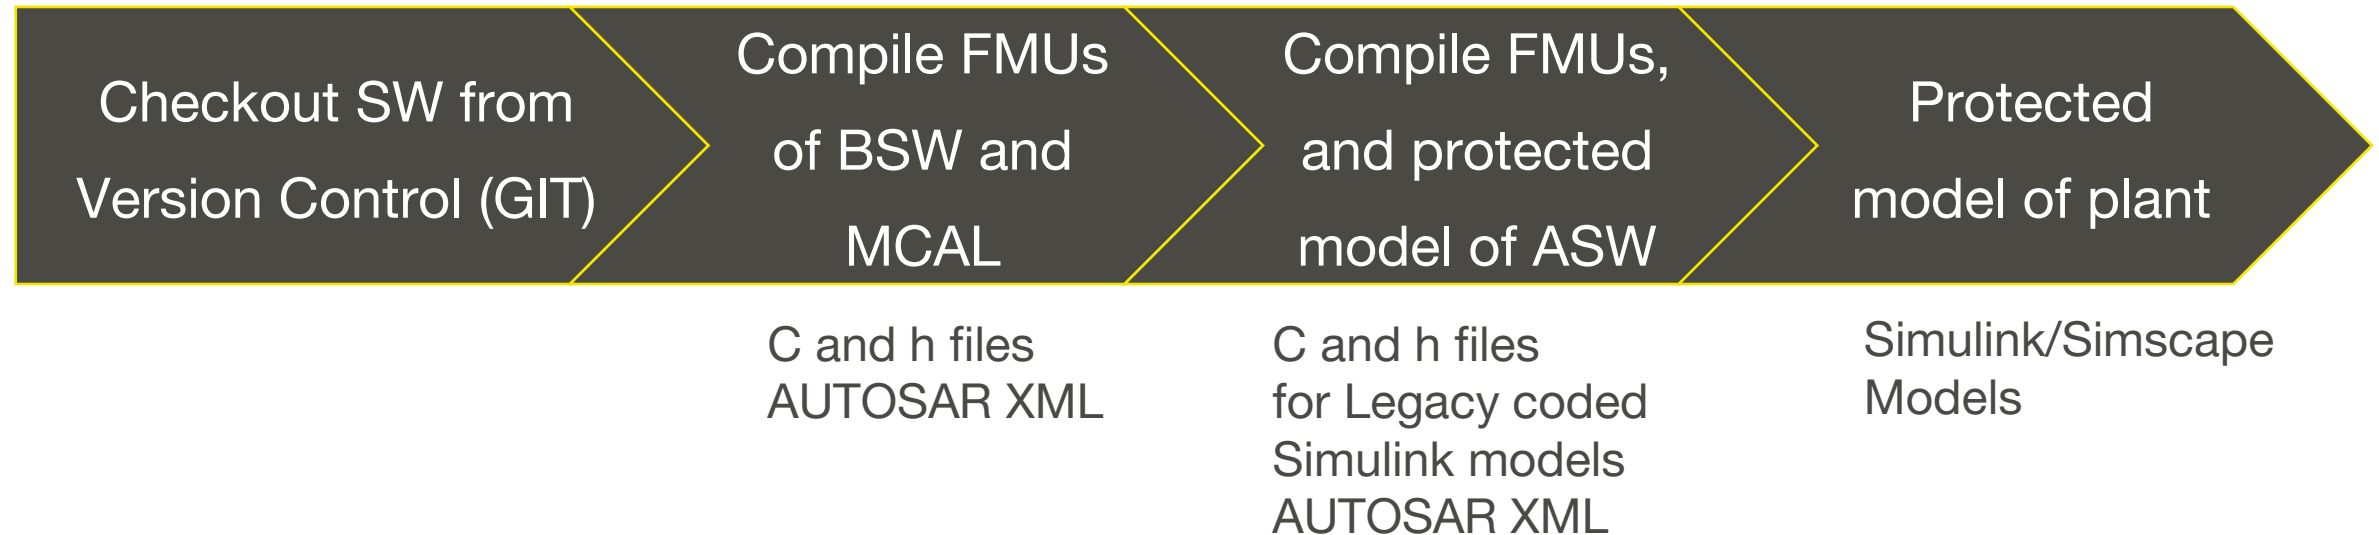 Checkout SW from
Version Control (GIT)
Compile FMUs
of BSW and
MCAL
Compile FMUs,
and protected
model of ASW
Protected
model of plant
C and h files
AUTOSAR XML
C and h files
for Legacy coded
Simulink models
AUTOSAR XML
Simulink/Simscape
Models